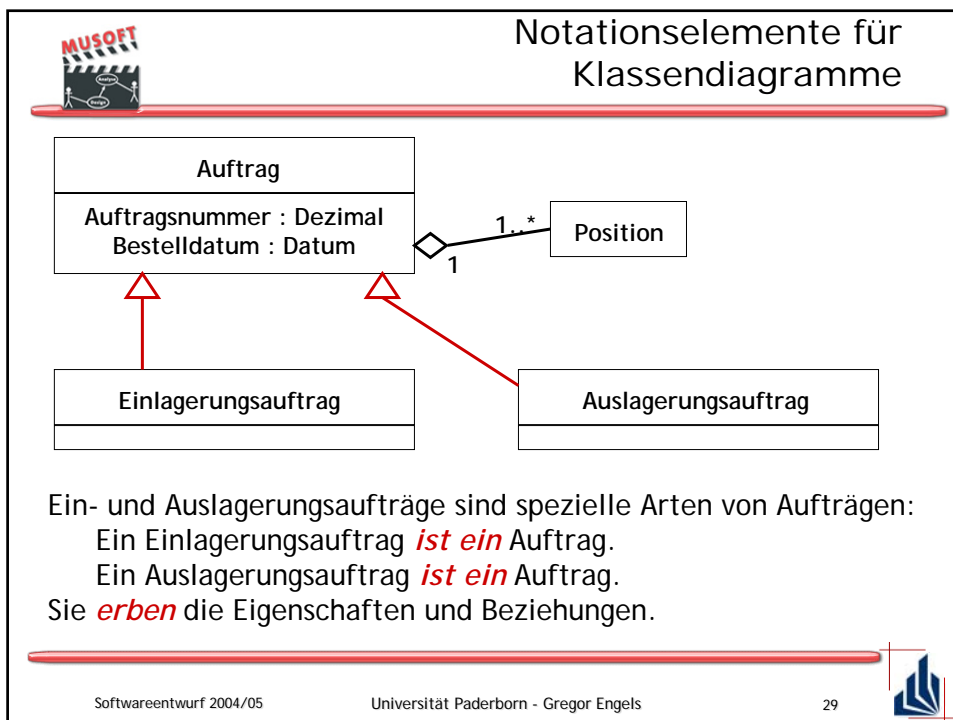 MUSOFT
Analyse
Design
Notationselemente für
Klassendiagramme
Auftrag
Auftragsnummer : Dezimal
Bestelldatum : Datum
1..*
1
Position
Einlagerungsauftrag
Auslagerungsauftrag
Ein- und Auslagerungsaufträge sind spezielle Arten von Aufträgen:
Ein Einlagerungsauftrag ist ein Auftrag.
Ein Auslagerungsauftrag ist ein Auftrag.
Sie erben die Eigenschaften und Beziehungen.
Softwareentwurf 2004/05 Universität Paderborn - Gregor Engels 29